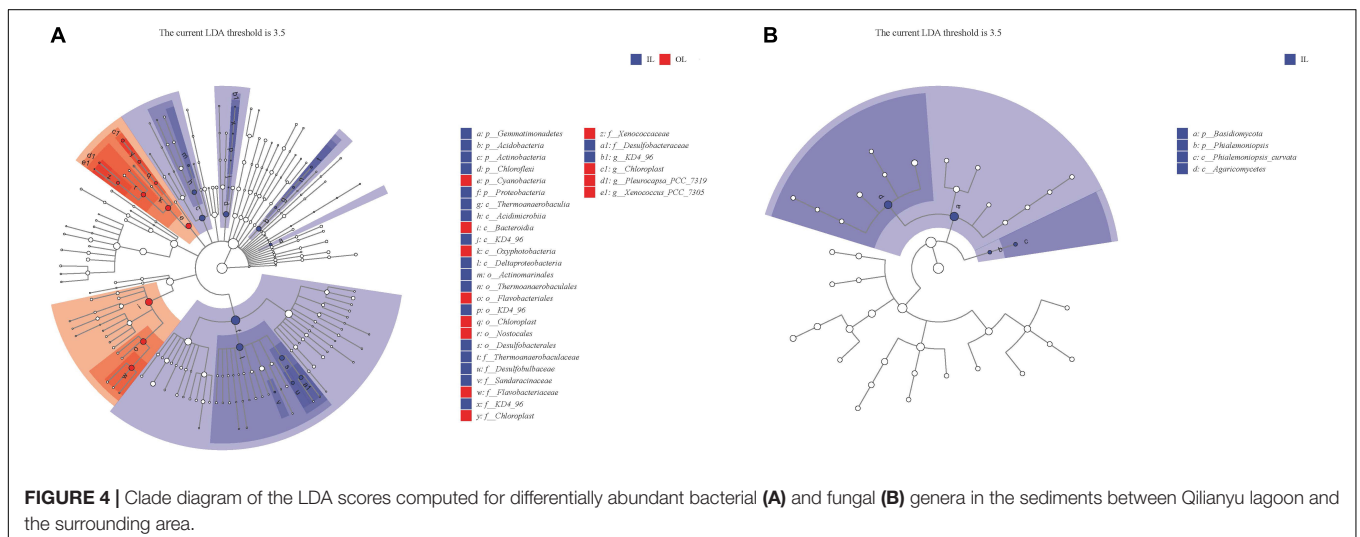 A
The current LDA threshold is 3.5
IL OL
a: p__Gemmatimonadetes
b: p__Acidobacteria
c: p__Actinobacteria
d: p__Chloroflexi
e: p__Cyanobacteria
f: p__Proteobacteria
g: c__Thermoanaerobaculia
h: c__Acidimicrobiia
i: c__Bacteroidia
j: c__KD4_96
k: c__Oxyphotobacteria
l: c__Deltaproteobacteria
m: o__Actinomarinales
n: o__Thermoanaerobaculales
o: o__Flavobacteriales
p: o__KD4_96
q: o__Chloroplast
r: o__Nostocales
s: o__Desulfobacterales
t: f__Thermoanaerobaculaceae
u: f__Desulfobulbaceae
v: f__Sandaracinaceae
w: f__Flavobacteriaceae
x: f__KD4_96
y: f__Chloroplast
z: f__Xenococcaceae
a1: f__Desulfobacteraceae
b1: g__KD4_96
c1: g__Chloroplast
d1: g__Pleurocapsa_PCC_7319
e1: g__Xenococcus_PCC_7305
B
The current LDA threshold is 3.5
IL
a: p__Basidiomycota
b: p__Phialemoniopsis
c: c__Phialemoniopsis_curvata
d: c__Agaricomycetes
FIGURE 4 | Clade diagram of the LDA scores computed for differentially abundant bacterial (A) and fungal (B) genera in the sediments between Qilianyu lagoon and
the surrounding area.